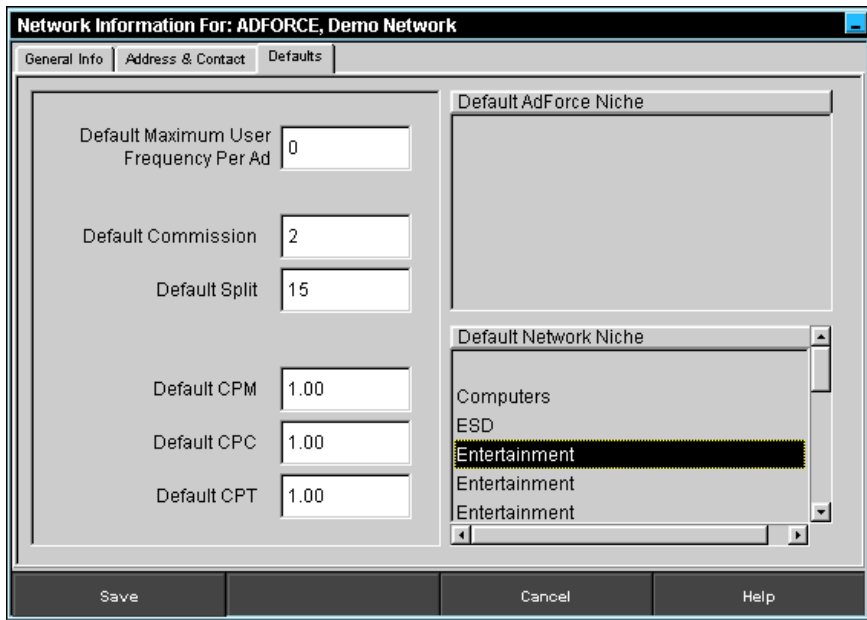 Network Information For: ADFORCE, Demo Network
General Info
Address & Contact
Defaults
Default Maximum User
Frequency Per Ad
0
Default Commission
2
Default Split
15
Default CPM
1.00
Default CPC
1.00
Default CPT
1.00
Default AdForce Niche
Default Network Niche
Computers
ESD
Entertainment
Entertainment
Entertainment
Save
Cancel
Help